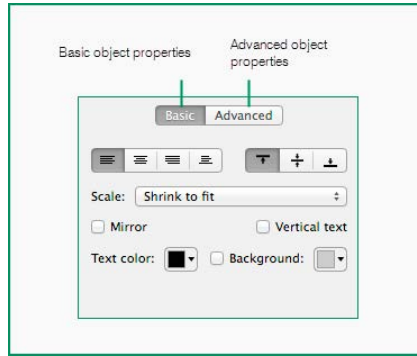 Basic object properties
Advanced object
properties
Basic Advanced
Scale: Shrink to fit
Mirror Vertical text
Text color: Background: